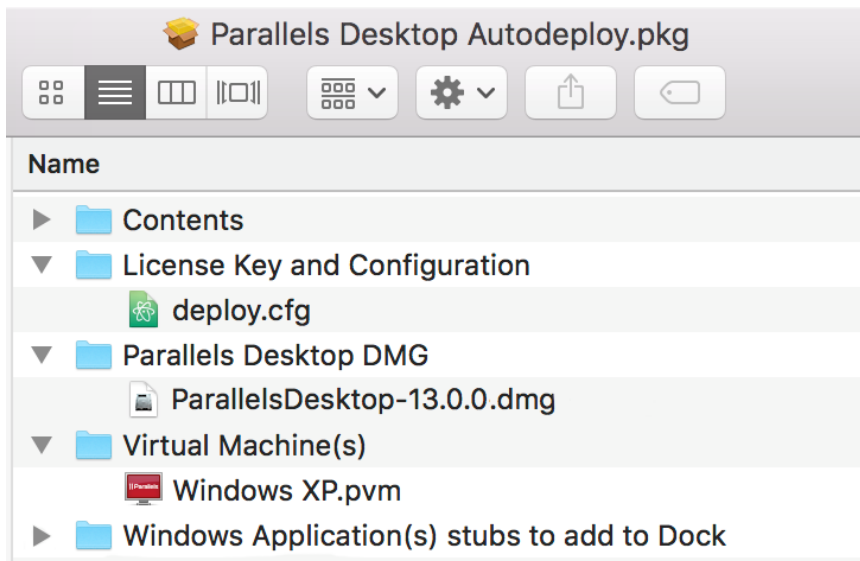 Parallels Desktop Autodeploy.pkg
Name
Contents
License Key and Configuration
deploy.cfg
Parallels Desktop DMG
ParallelsDesktop-13.0.0.dmg
Virtual Machine(s)
Windows XP.pvm
Windows Application(s) stubs to add to Dock